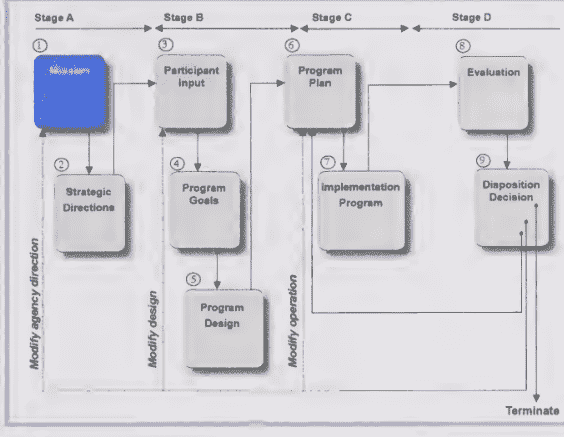 Stage A
Stage B
Stage C
Stage D
1
Mission
2
Strategic
Directions
3
Participant
Input
4
Program
Goals
5
Program
Design
6
Program
Plan
7
Implementation
Program
8
Evaluation
9
Disposition
Decision
Modify agency direction
Modify design
Modify operation
Terminate